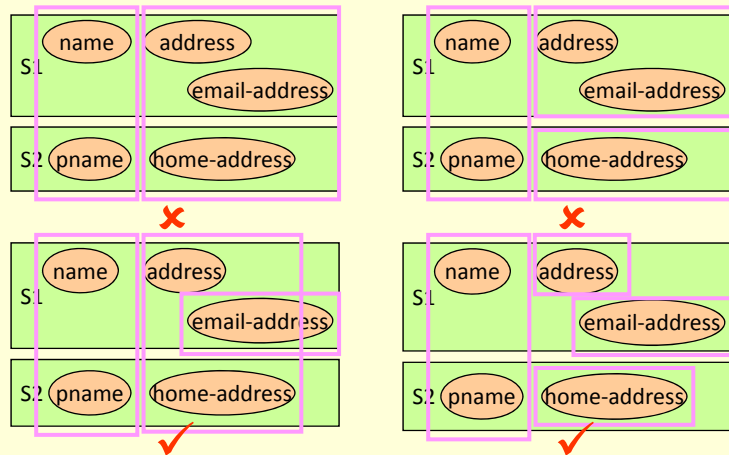 name address
S1
email-address
S2 pname home-address
✘
name address
S1
email-address
S2 pname home-address
✘
name address
S1
email-address
S2 pname home-address
✓
name address
S1
email-address
S2 pname home-address
✓